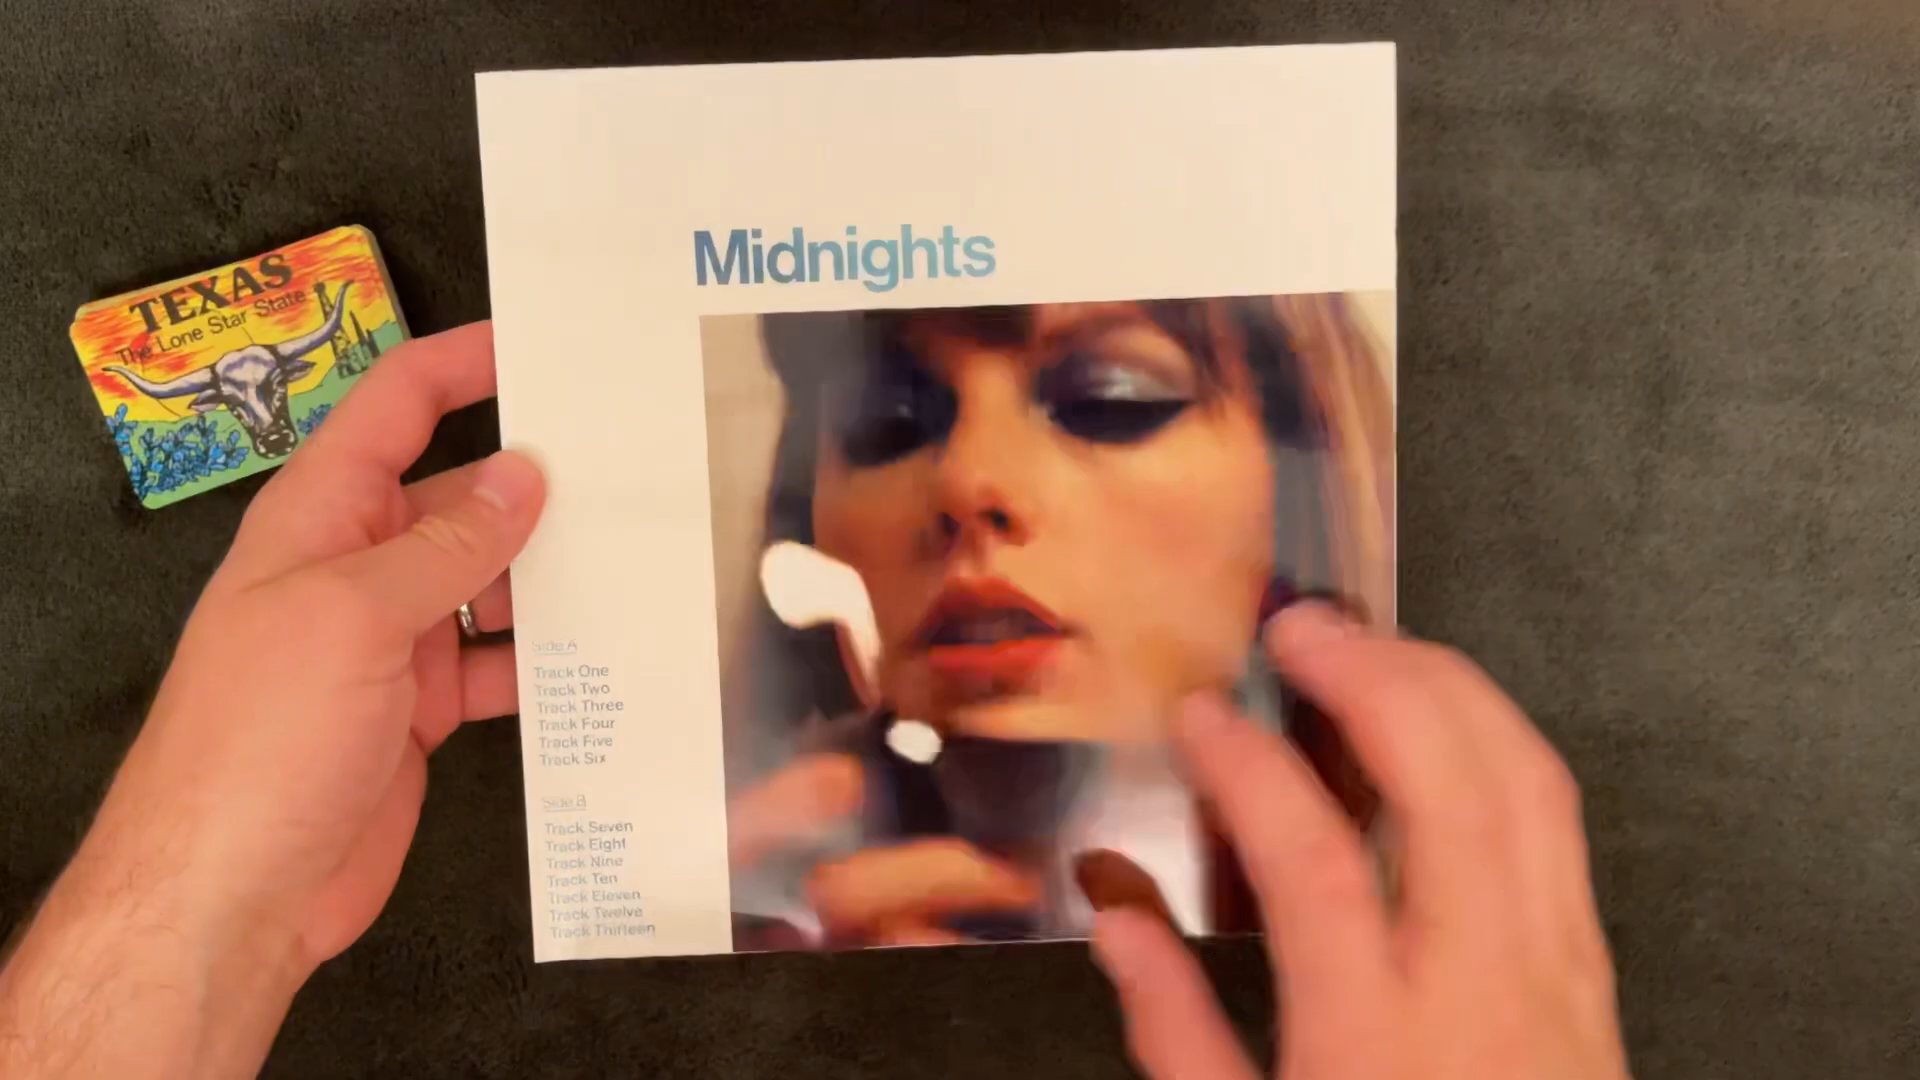 TEXAS
The Lone Star State
Midnights
Side A
Track One
Track Two
Track Three
Track Four
Track Five
Track Six
Side B
Track Seven
Track Eight
Track Nine
Track Ten
Track Eleven
Track Twelve
Track Thirteen